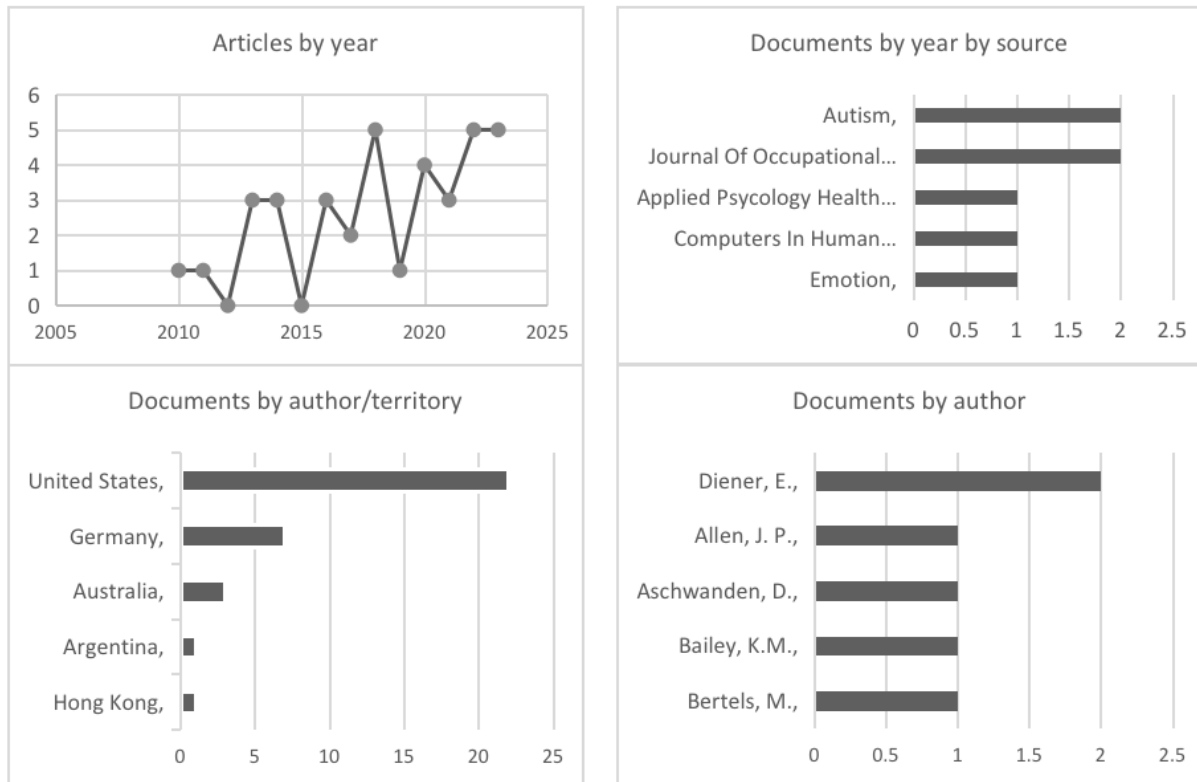 Articles by year
6
5
4
3
2
1
0
2005 2010 2015 2020 2025
Documents by year by source
Autism,
Journal Of Occupational...
Applied Psycology Health...
Computers In Human...
Emotion,
0 0.5 1 1.5 2 2.5
Documents by author/territory
United States,
Germany,
Australia,
Argentina,
Hong Kong,
0 5 10 15 20 25
Documents by author
Diener, E.,
Allen, J. P.,
Aschwanden, D.,
Bailey, K.M.,
Bertels, M.,
0 0.5 1 1.5 2 2.5